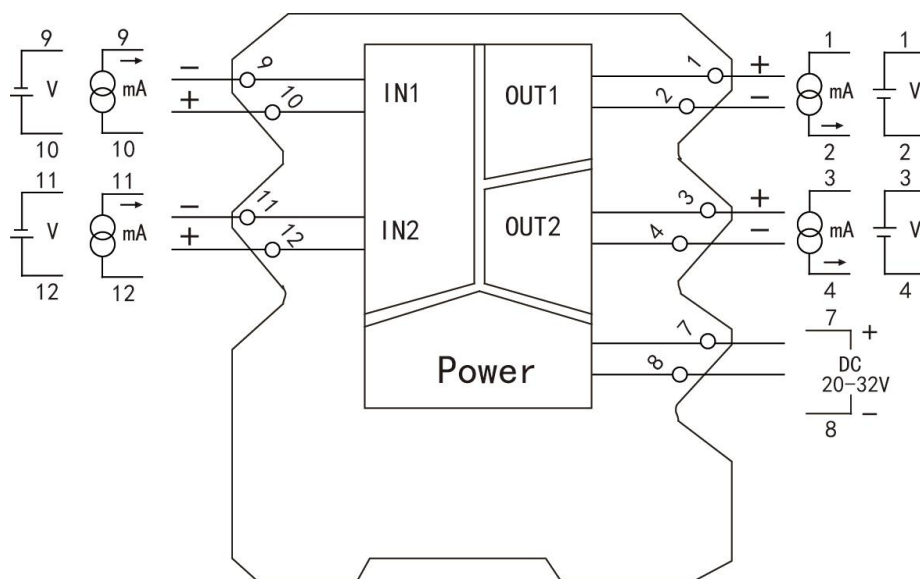 9 9 1 1
− 9 1 +
V mA IN1 OUT1 mA V
+ 10 2 −
10 10 2 2
11 11 3 3
− 11 3 +
V mA IN2 OUT2 mA V
+ 12 4 −
12 12 4 4
7 7 +
Power 8 DC
20-32V
8 −